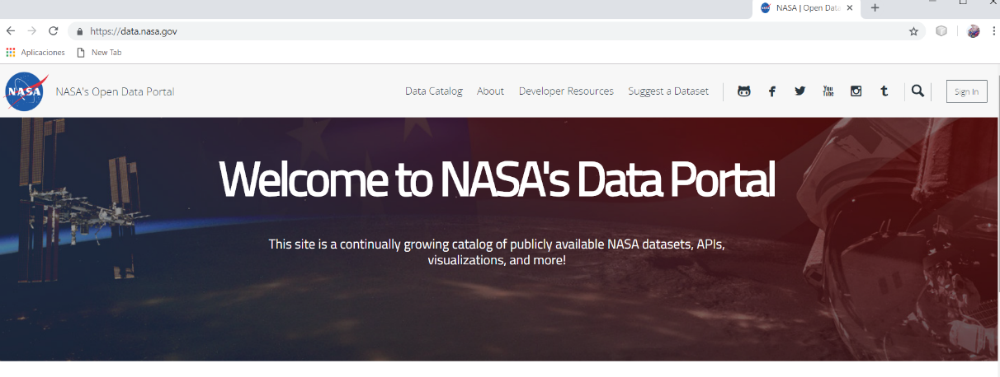 NASA | Open Data
https://data.nasa.gov
Aplicaciones New Tab
NASA NASA's Open Data Portal Data Catalog About Developer Resources Suggest a Dataset You Tube Sign In
Welcome to NASA's Data Portal
This site is a continually growing catalog of publicly available NASA datasets, APIs,
visualizations, and more!